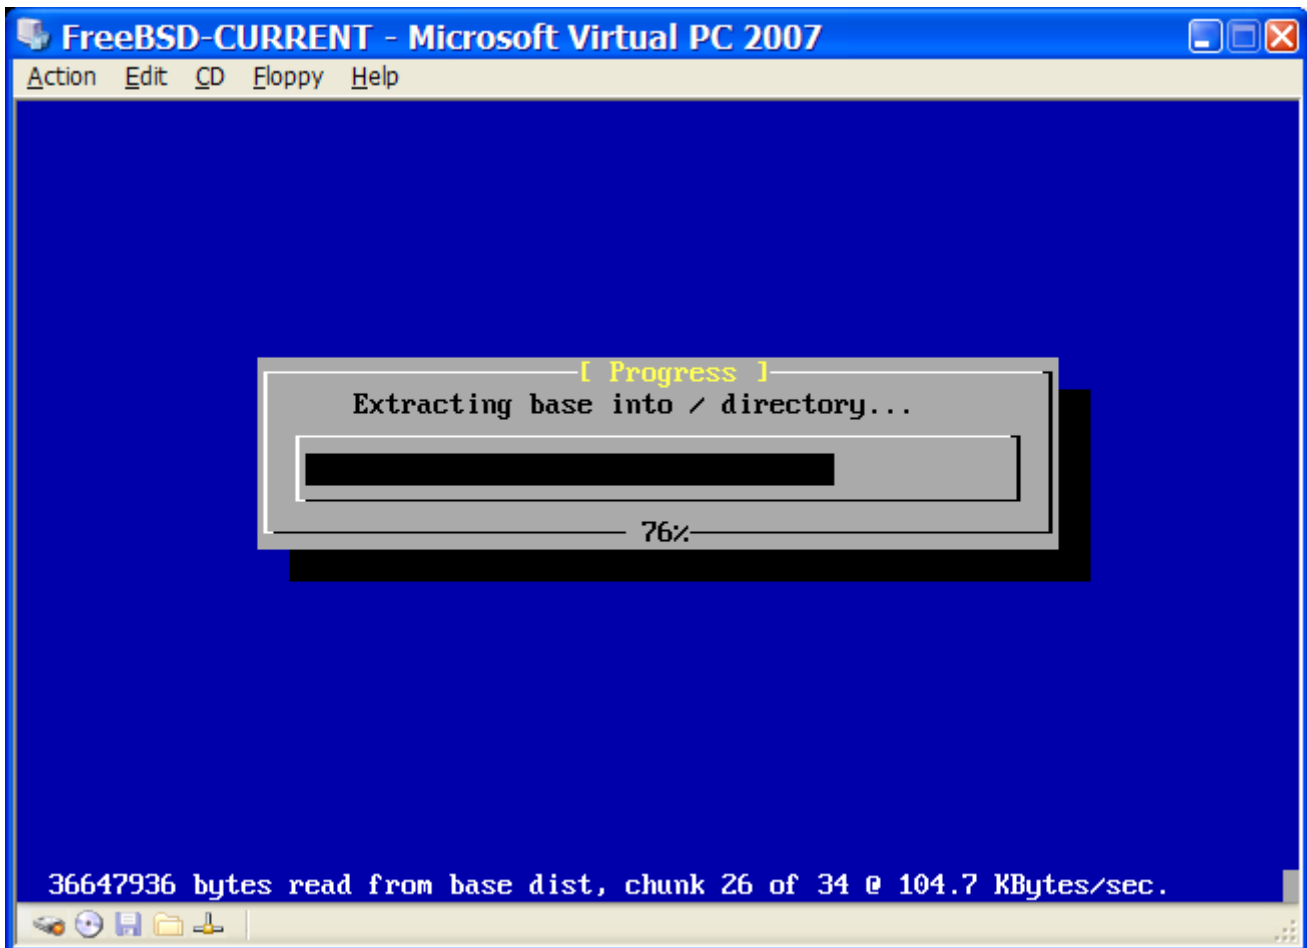 FreeBSD-CURRENT - Microsoft Virtual PC 2007
Action Edit CD Floppy Help
[ Progress ]
Extracting base into / directory...
76%
36647936 bytes read from base dist, chunk 26 of 34 @ 104.7 KBytes/sec.